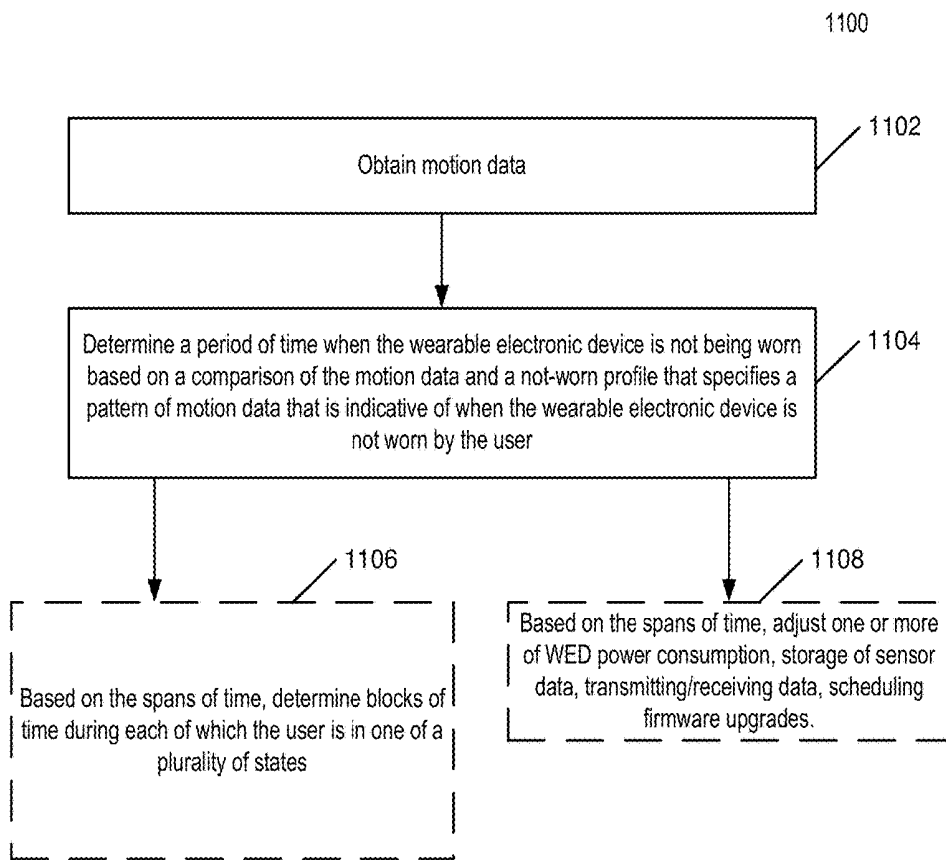 1100
1102
Obtain motion data
1104
Determine a period of time when the wearable electronic device is not being worn
based on a comparison of the motion data and a not-worn profile that specifies a
pattern of motion data that is indicative of when the wearable electronic device is
not worn by the user
1106
Based on the spans of time, determine blocks of
time during each of which the user is in one of a
plurality of states
1108
Based on the spans of time, adjust one or more
of WED power consumption, storage of sensor
data, transmitting/receiving data, scheduling
firmware upgrades.